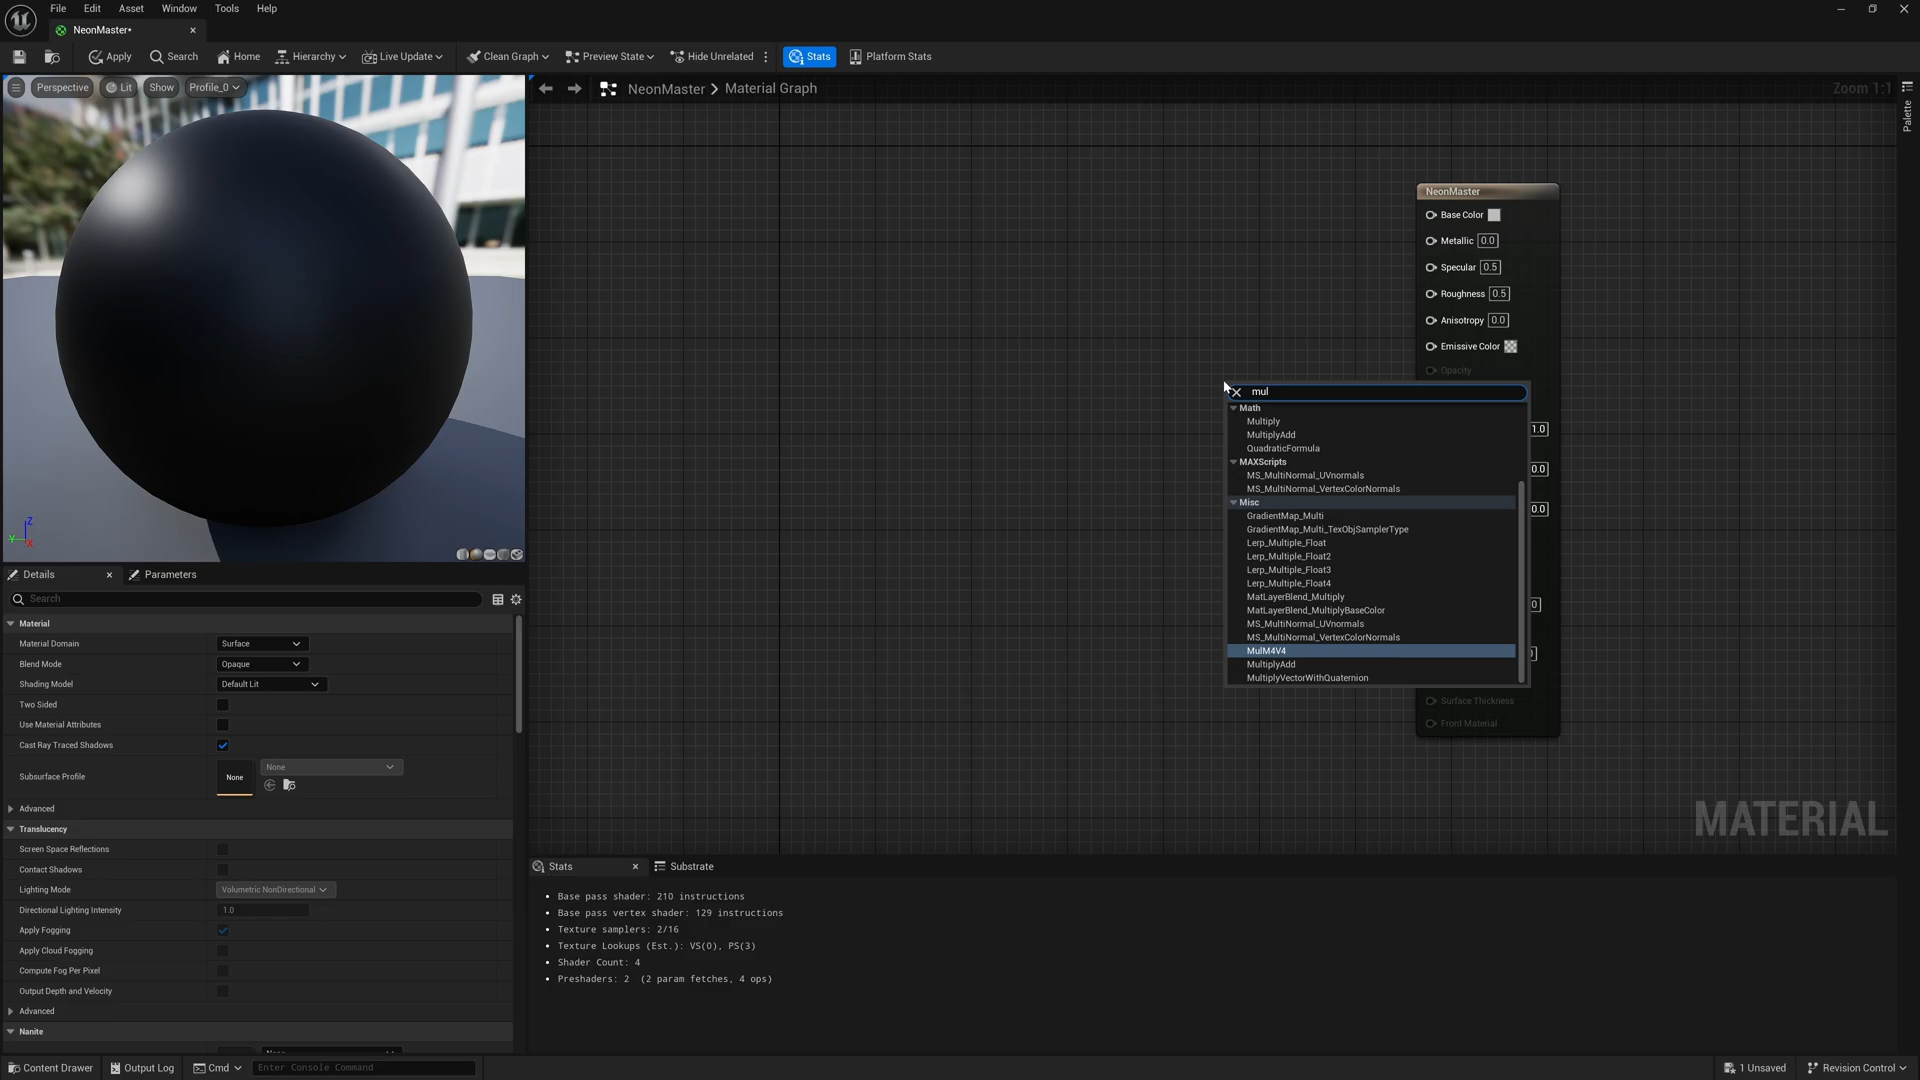 File Edit Asset Window Tools Help
NeonMaster*
Apply Search Home Hierarchy Live Update Clean Graph Preview State Hide Unrelated Stats Platform Stats
Perspective Lit Show Profile_0
NeonMaster > Material Graph
Zoom 1:1
Palette
NeonMaster
Base Color
Metallic 0.0
Specular 0.5
Roughness 0.5
Anisotropy 0.0
Emissive Color
Opacity
mul
Math
Multiply
MultiplyAdd
QuadraticFormula
MAXScripts
MS_MultiNormal_UVnormals
MS_MultiNormal_VertexColorNormals
Misc
GradientMap_Multi
GradientMap_Multi_TexObjSamplerType
Lerp_Multiple_Float
Lerp_Multiple_Float2
Lerp_Multiple_Float3
Lerp_Multiple_Float4
MatLayerBlend_Multiply
MatLayerBlend_MultiplyBaseColor
MS_MultiNormal_UVnormals
MS_MultiNormal_VertexColorNormals
MulM4V4
MultiplyAdd
MultiplyVectorWithQuaternion
1.0
0.0
0.0
Surface Thickness
Front Material
MATERIAL
Z
Y
X
Details Parameters
Search
Material
Material Domain Surface
Blend Mode Opaque
Shading Model Default Lit
Two Sided
Use Material Attributes
Cast Ray Traced Shadows
Subsurface Profile None None
Advanced
Translucency
Screen Space Reflections
Contact Shadows
Lighting Mode Volumetric NonDirectional
Directional Lighting Intensity 1.0
Apply Fogging
Apply Cloud Fogging
Compute Fog Per Pixel
Output Depth and Velocity
Advanced
Nanite
Stats Substrate
• Base pass shader: 210 instructions
• Base pass vertex shader: 129 instructions
• Texture samplers: 2/16
• Texture Lookups (Est.): VS(0), PS(3)
• Shader Count: 4
• Preshaders: 2 (2 param fetches, 4 ops)
Content Drawer Output Log Cmd Enter Console Command 1 Unsaved Revision Control